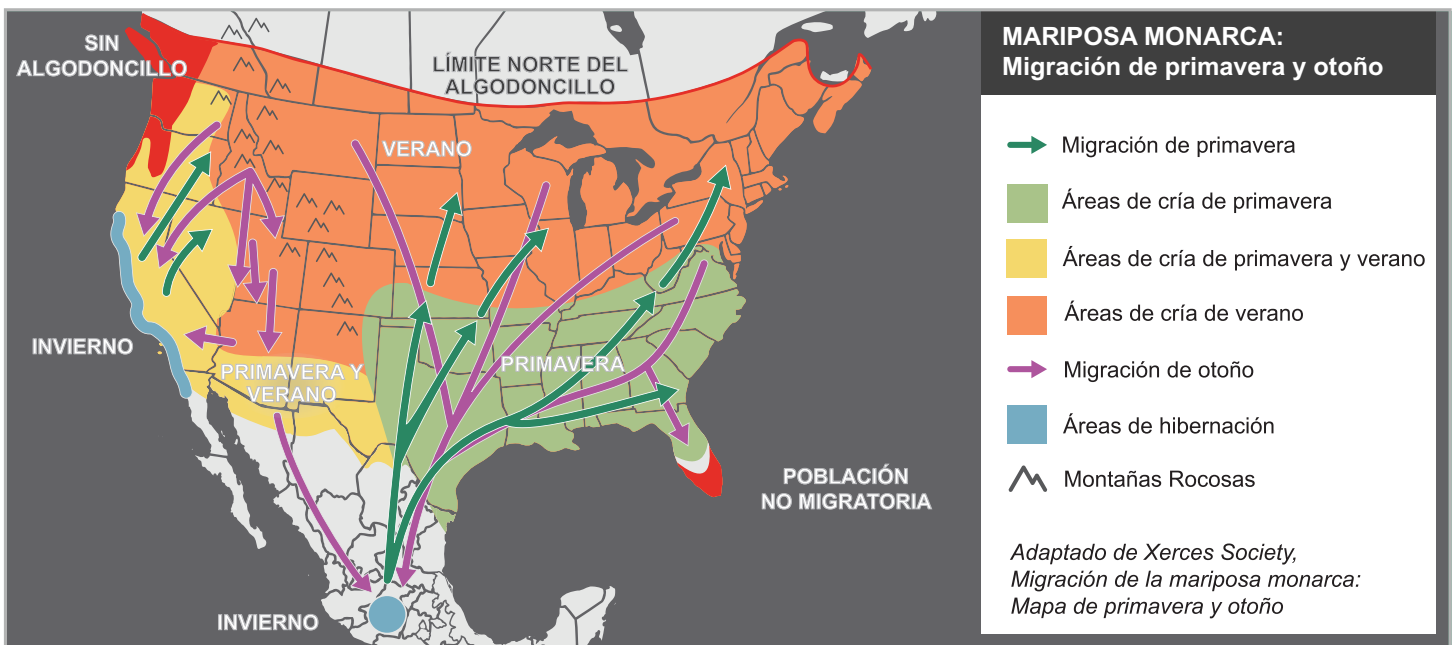 SIN
ALGODONCILLO
LÍMITE NORTE DEL
ALGODONCILLO
VERANO
INVIERNO
PRIMAVERA Y
VERANO
PRIMAVERA
POBLACIÓN
NO MIGRATORIA
INVIERNO
MARIPOSA MONARCA:
Migración de primavera y otoño
Migración de primavera
Áreas de cría de primavera
Áreas de cría de primavera y verano
Áreas de cría de verano
Migración de otoño
Áreas de hibernación
Montañas Rocosas
Adaptado de Xerces Society,
Migración de la mariposa monarca:
Mapa de primavera y otoño